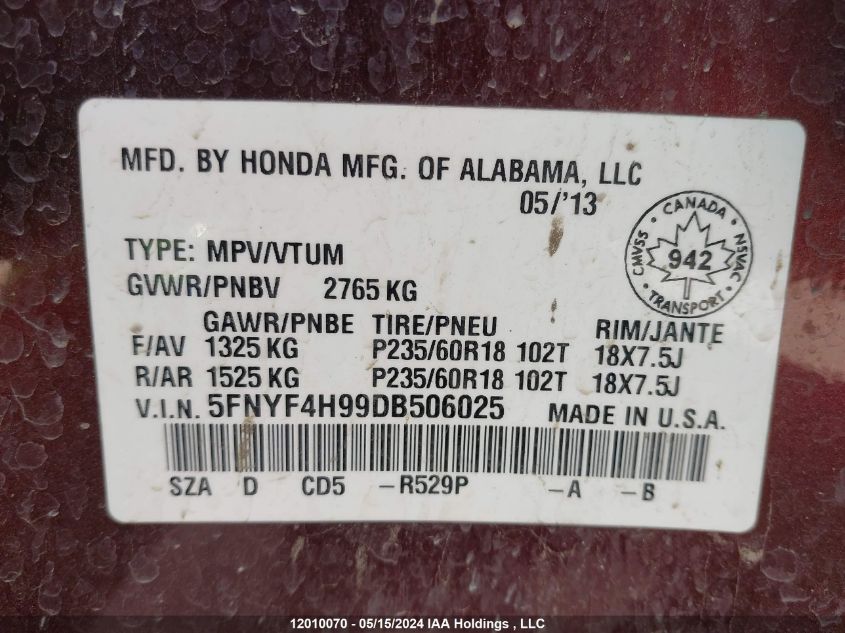 MFD. BY HONDA MFG. OF ALABAMA, LLC
05/'13
CANADA
CMVSS 942 NSVAC
TRANSPORT
TYPE: MPV/VTUM
GVWR/PNBV 2765 KG
GAWR/PNBE TIRE/PNEU RIM/JANTE
F/AV 1325 KG P235/60R18 102T 18X7.5J
R/AR 1525 KG P235/60R18 102T 18X7.5J
V.I.N. 5FNYF4H99DB506025 MADE IN U.S.A.
SZA D CD5 -R529P -A -B
12010070 - 05/15/2024 IAA Holdings , LLC